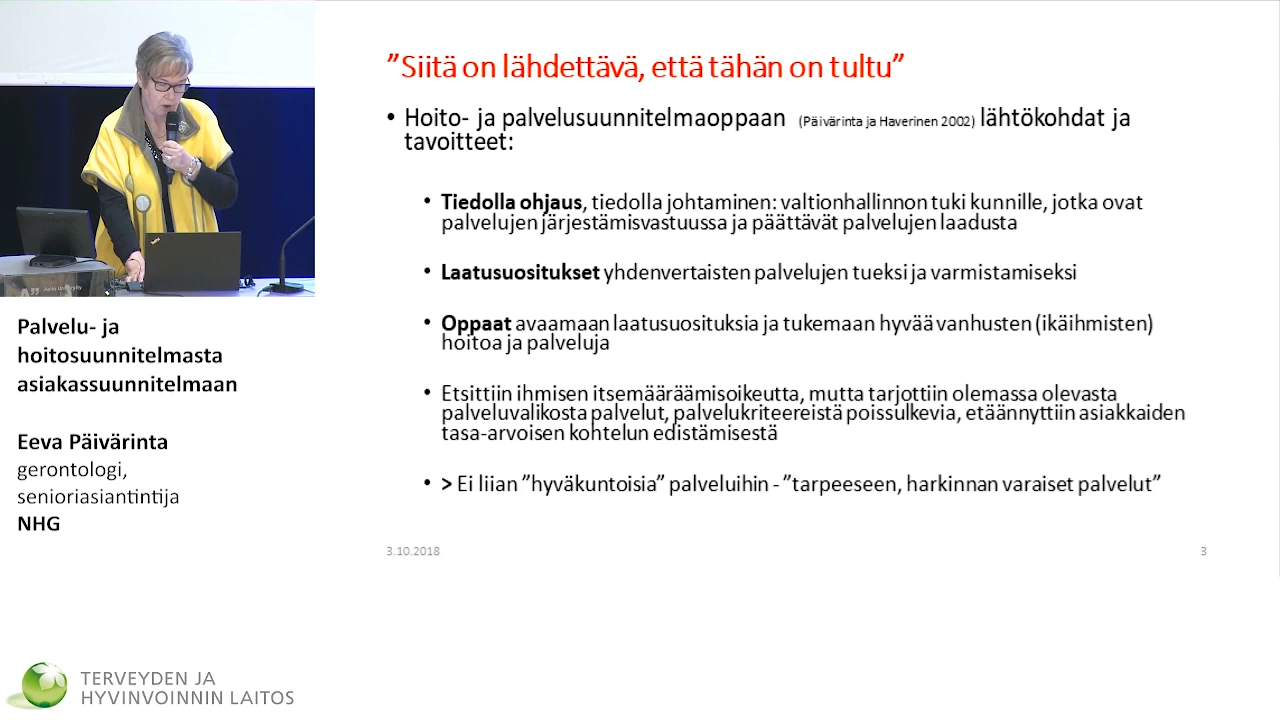 ”Siitä on lähdettävä, että tähän on tultu”
• Hoito- ja palvelusuunnitelmaoppaan (Päivärinta ja Haverinen 2002) lähtökohdat ja
tavoitteet:
• Tiedolla ohjaus, tiedolla johtaminen: valtionhallinnon tuki kunnille, jotka ovat
palvelujen järjestämisvastuussa ja päättävät palvelujen laadusta
• Laatusuositukset yhdenvertaisten palvelujen tueksi ja varmistamiseksi
• Oppaat avaamaan laatusuosituksia ja tukemaan hyvää vanhusten (ikäihmisten)
hoitoa ja palveluja
• Etsittiin ihmisen itsemääräämisoikeutta, mutta tarjottiin olemassa olevasta
palveluvalikosta palvelut, palvelukriteereistä poissulkevia, etäännyttiin asiakkaiden
tasa-arvoisen kohtelun edistämisestä
• > Ei liian ”hyväkuntoisia” palveluihin - ”tarpeeseen, harkinnan varaiset palvelut”
3.10.2018
3
Aalto University
Palvelu- ja
hoitosuunnitelmasta
asiakassuunnitelmaan
Eeva Päivärinta
gerontologi,
senioriasiantintija
NHG
TERVEYDEN JA
HYVINVOINNIN LAITOS